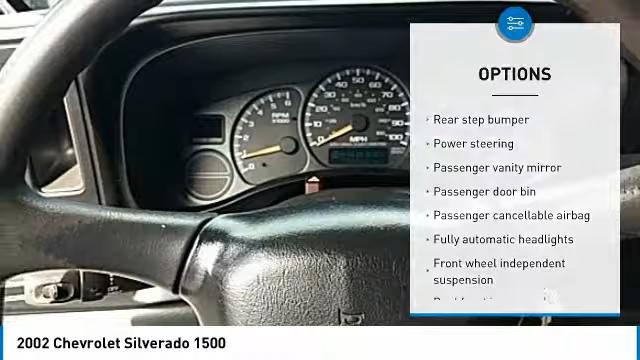 OPTIONS
Rear step bumper
Power steering
Passenger vanity mirror
Passenger door bin
Passenger cancellable airbag
Fully automatic headlights
Front wheel independent
suspension
RPM
MPH
100
2002 Chevrolet Silverado 1500